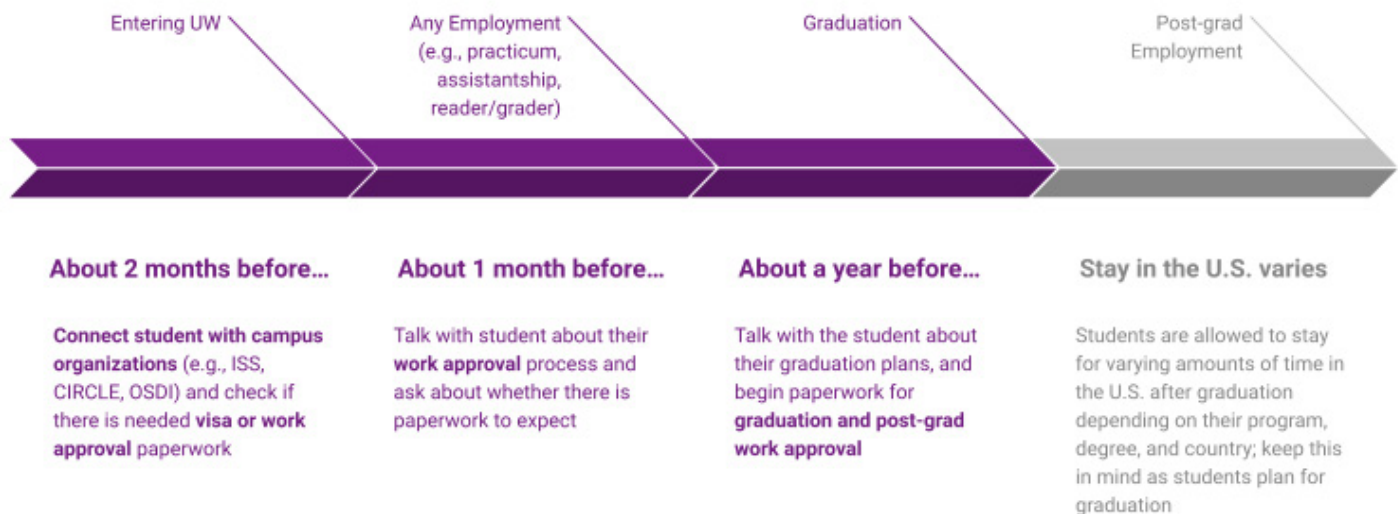 Entering UW
Any Employment
(e.g., practicum,
assistantship,
reader/grader)
Graduation
Post-grad
Employment
About 2 months before...
Connect student with campus
organizations (e.g., ISS,
CIRCLE, OSDI) and check if
there is needed visa or work
approval paperwork
About 1 month before...
Talk with student about their
work approval process and
ask about whether there is
paperwork to expect
About a year before...
Talk with the student about
their graduation plans, and
begin paperwork for
graduation and post-grad
work approval
Stay in the U.S. varies
Students are allowed to stay
for varying amounts of time in
the U.S. after graduation
depending on their program,
degree, and country; keep this
in mind as students plan for
graduation